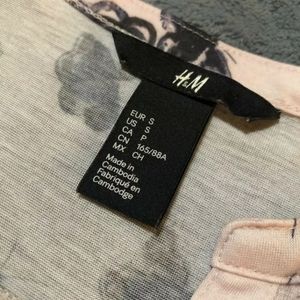 H&M
EUR S
US S
CA P
CN 165/88A
MX CH
Made in
Cambodia
Fabriqué en
Cambodge